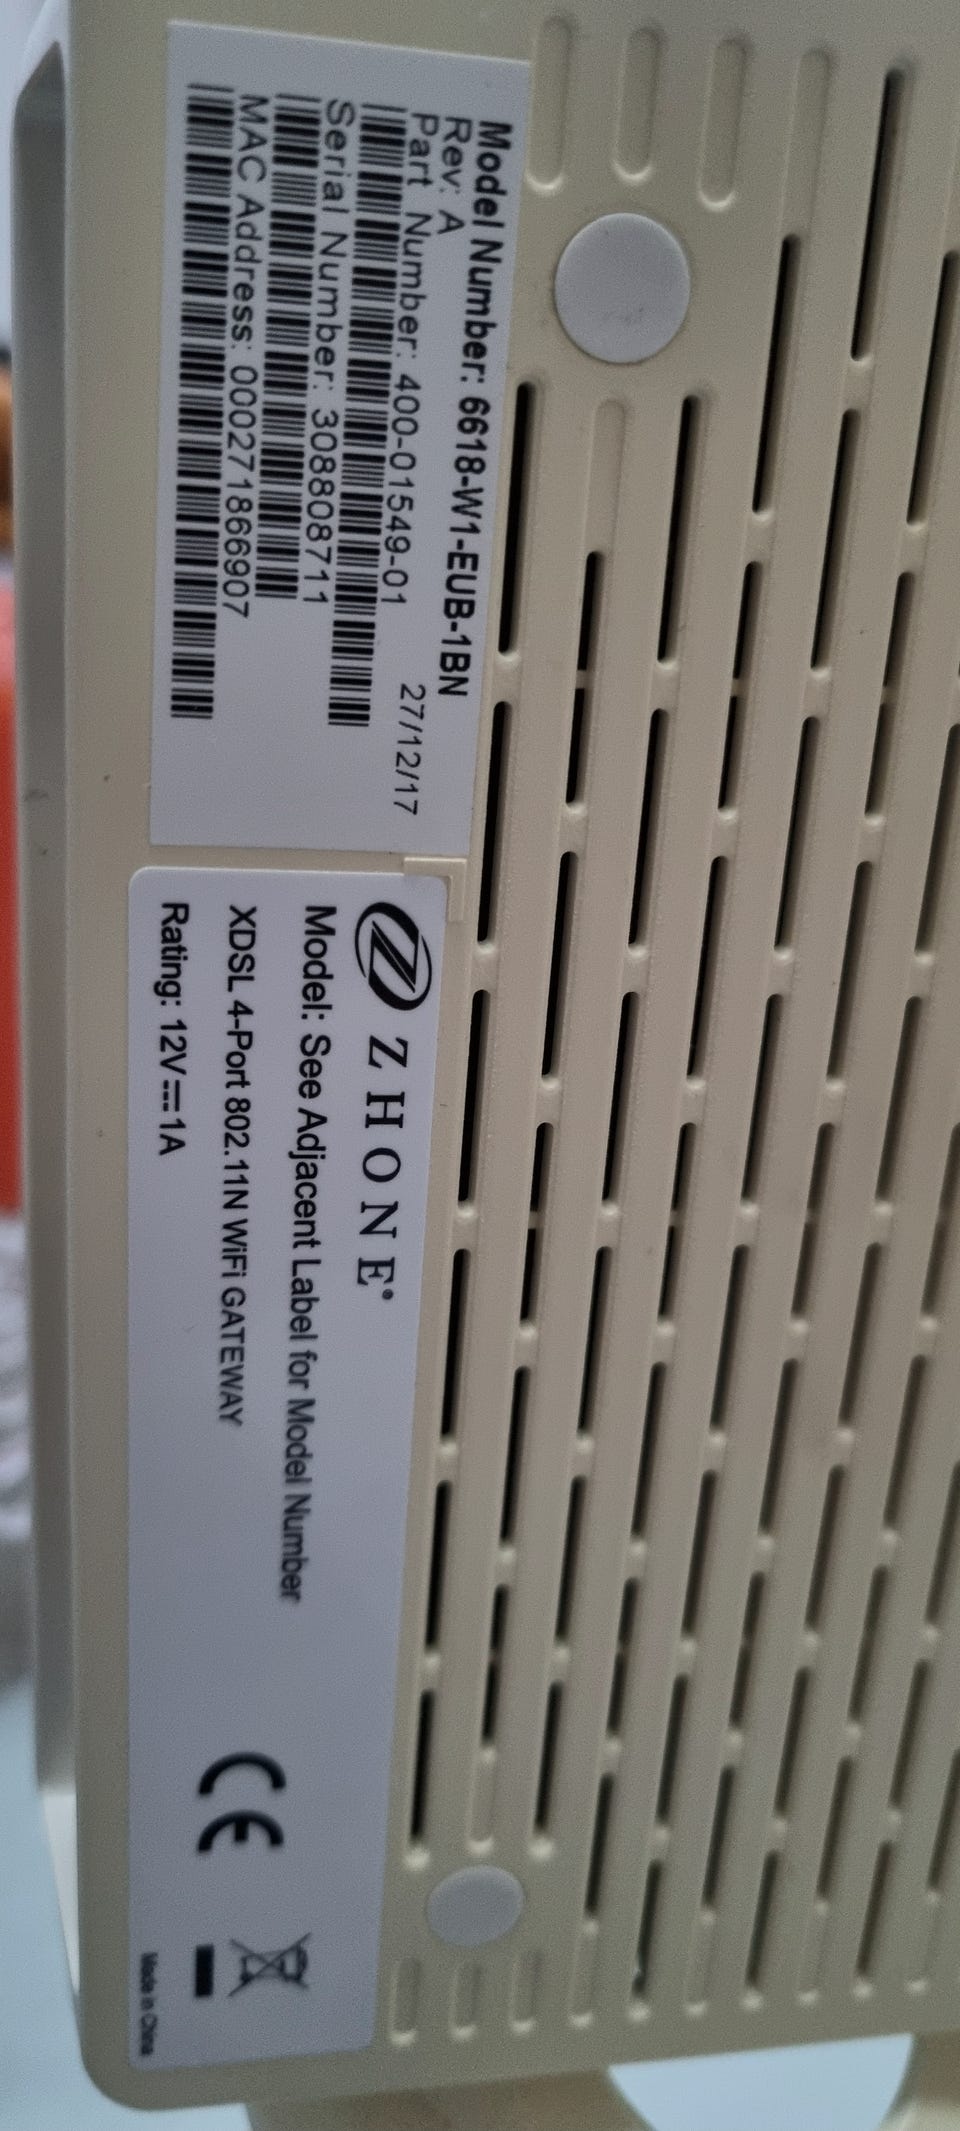 Model Number: 6618-W1-EUB-1BN
Rev: A
27/12/17
Part Number: 400-01549-01
Serial Number: 308808711
MAC Address: 000271866907
ZHONE
Model: See Adjacent Label for Model Number
XDSL 4-Port 802.11N WiFi GATEWAY
Rating: 12V⎓1A
CE
Made in China